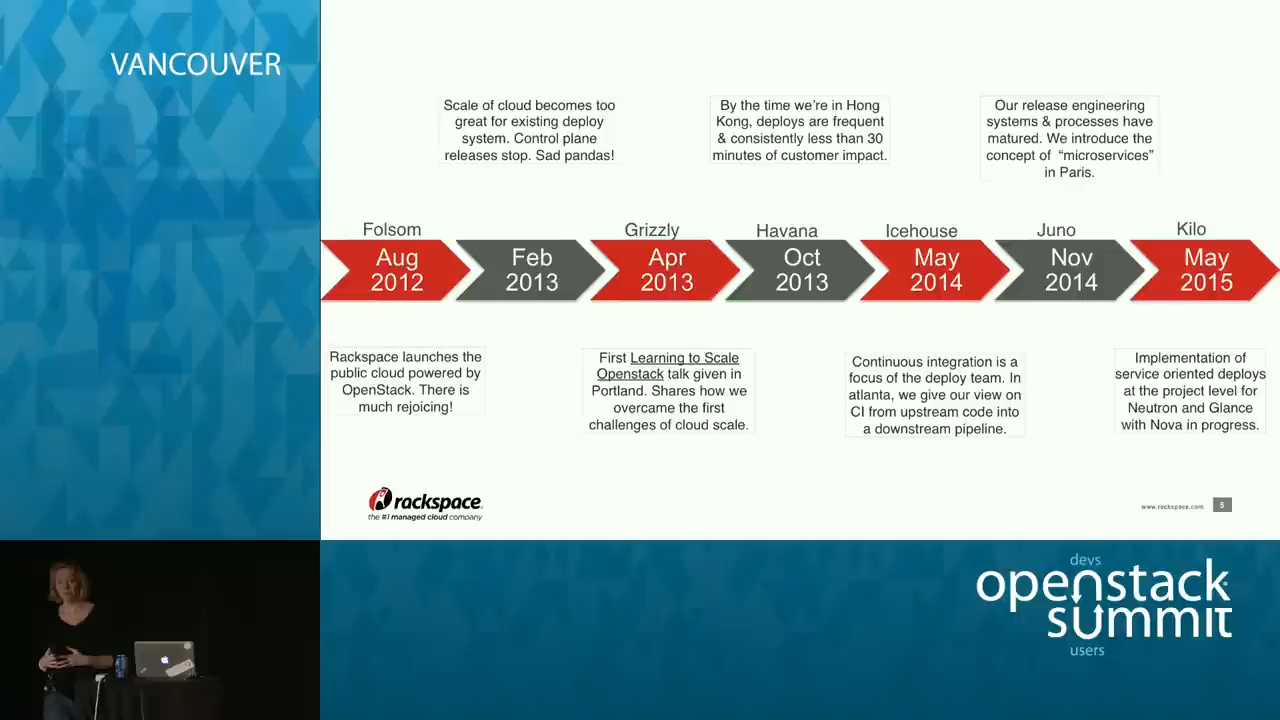 VANCOUVER
Scale of cloud becomes too
great for existing deploy
system. Control plane
releases stop. Sad pandas!
By the time we're in Hong
Kong, deploys are frequent
& consistently less than 30
minutes of customer impact.
Our release engineering
systems & processes have
matured. We introduce the
concept of "microservices"
in Paris.
Folsom
Grizzly
Havana
Icehouse
Juno
Kilo
Aug
2012
Feb
2013
Apr
2013
Oct
2013
May
2014
Nov
2014
May
2015
Rackspace launches the
public cloud powered by
OpenStack. There is
much rejoicing!
First Learning to Scale
Openstack talk given in
Portland. Shares how we
overcame the first
challenges of cloud scale.
Continuous integration is a
focus of the deploy team. In
atlanta, we give our view on
CI from upstream code into
a downstream pipeline.
Implementation of
service oriented deploys
at the project level for
Neutron and Glance
with Nova in progress.
rackspace
the #1 managed cloud company
www.rackspace.com
5
devs
openstack
summit
users